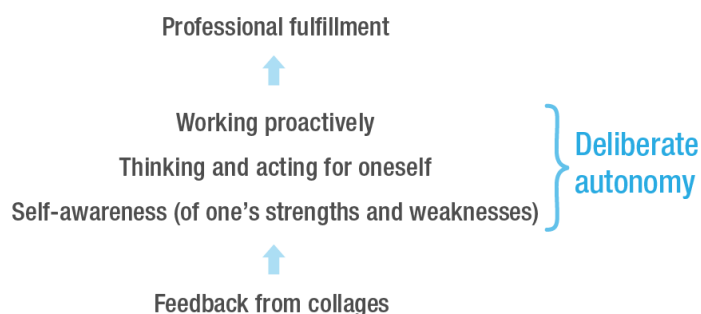 Professional fulfillment
Working proactively
Thinking and acting for oneself
Self-awareness (of one's strengths and weaknesses)
Deliberate
autonomy
Feedback from collages